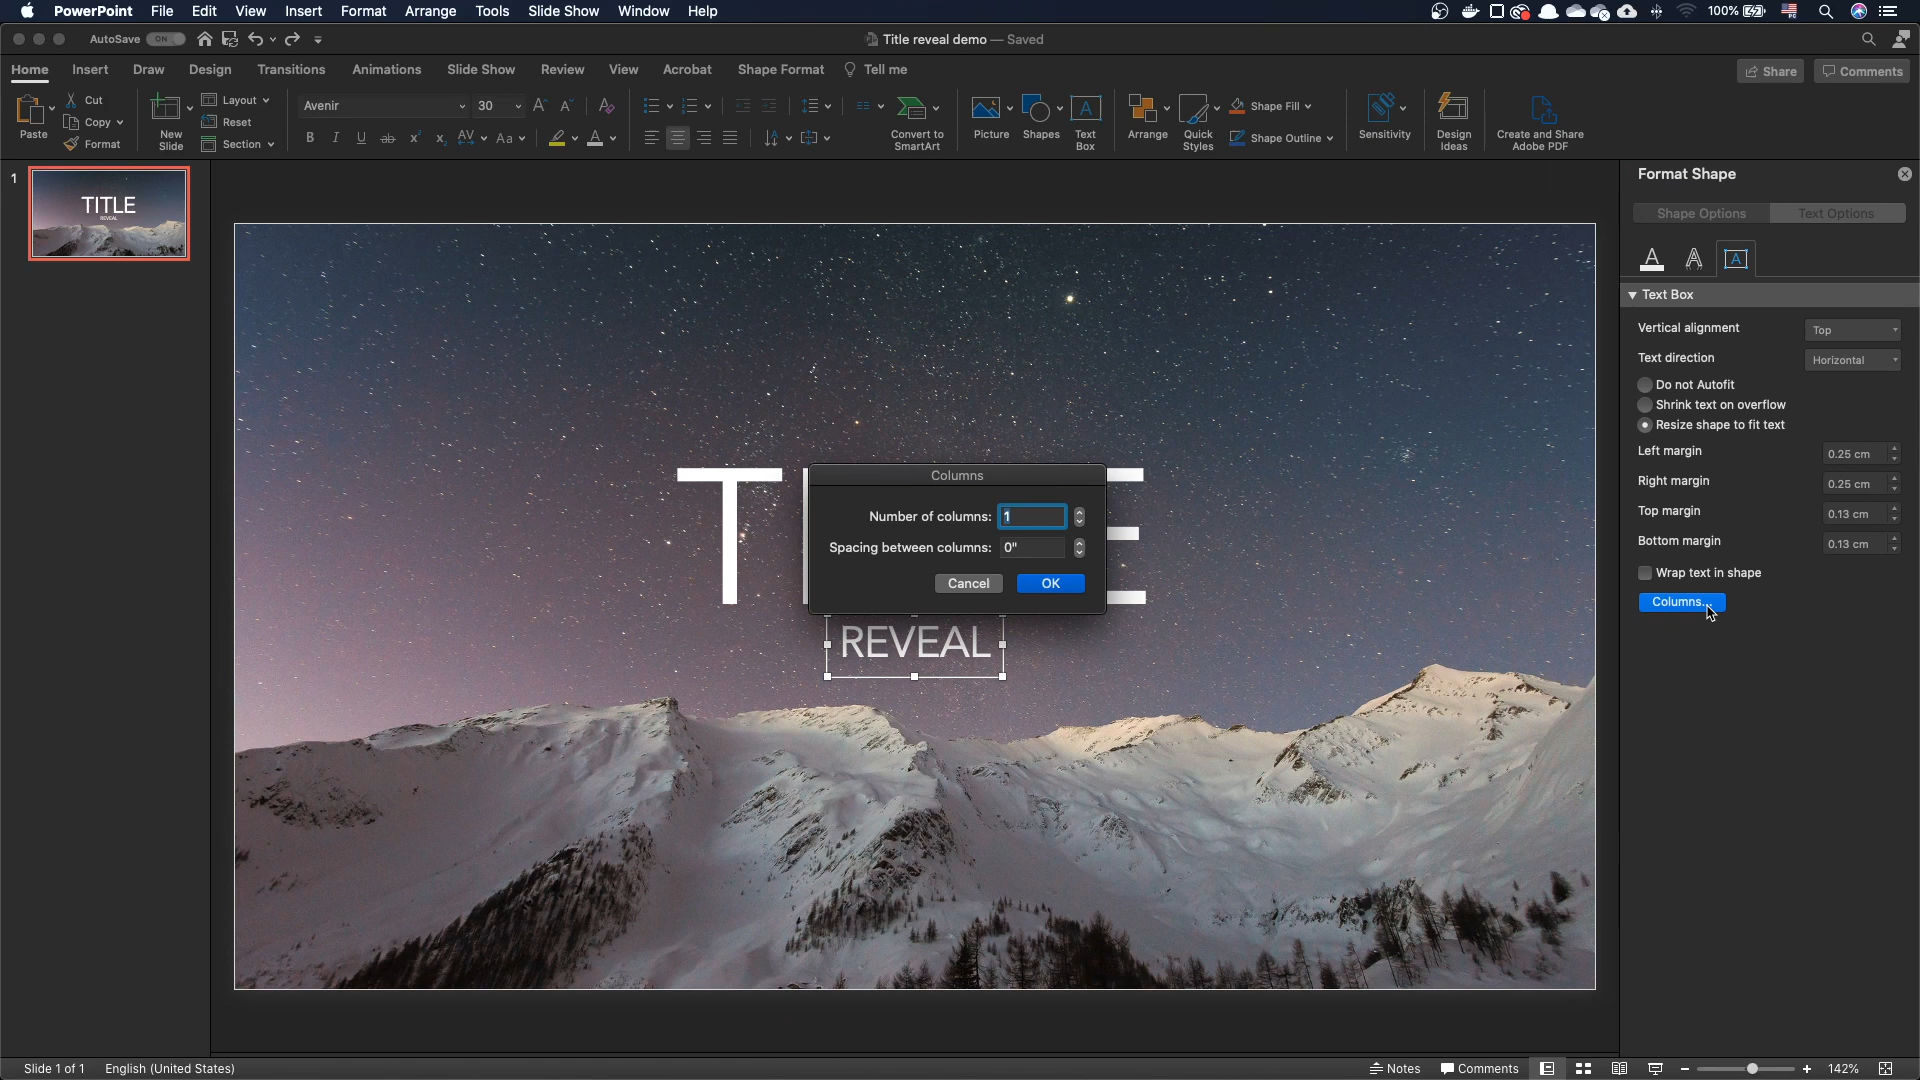 PowerPoint File Edit View Insert Format Arrange Tools Slide Show Window Help 100%
AutoSave ON Title reveal demo — Saved
Home Insert Draw Design Transitions Animations Slide Show Review View Acrobat Shape Format Tell me Share Comments
Paste Cut Copy Format
New Slide Layout Reset Section
Avenir 30
Convert to SmartArt
Picture Shapes Text Box
Arrange Quick Styles Shape Fill Shape Outline
Sensitivity Design Ideas Create and Share Adobe PDF
1
TITLE
REVEAL
Columns
Number of columns: 1
Spacing between columns: 0"
Cancel OK
REVEAL
Format Shape
Shape Options Text Options
Text Box
Vertical alignment Top
Text direction Horizontal
Do not Autofit
Shrink text on overflow
Resize shape to fit text
Left margin 0.25 cm
Right margin 0.25 cm
Top margin 0.13 cm
Bottom margin 0.13 cm
Wrap text in shape
Columns...
Slide 1 of 1 English (United States) Notes Comments 142%